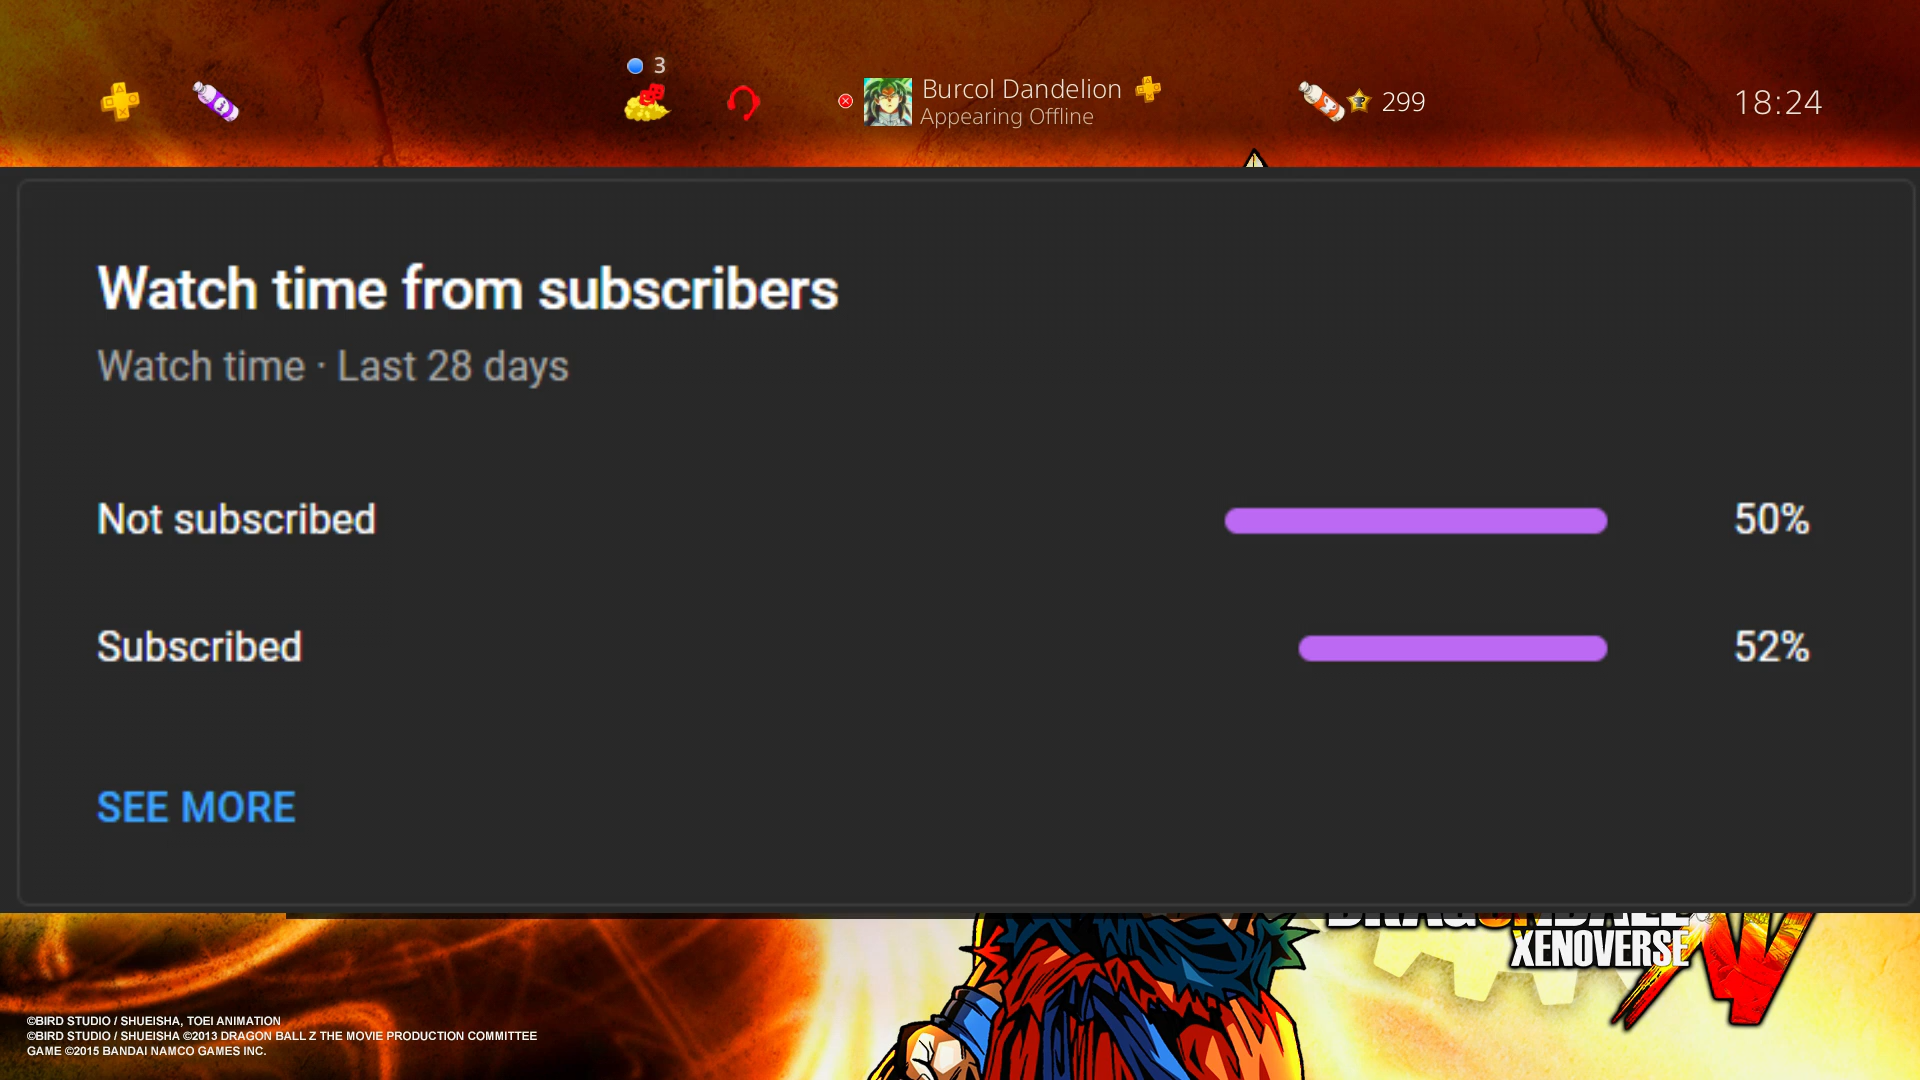 3
Burcol Dandelion
Appearing Offline
299
18:24
Watch time from subscribers
Watch time · Last 28 days
Not subscribed
50%
Subscribed
52%
SEE MORE
XENOVERSE
©BIRD STUDIO / SHUEISHA, TOEI ANIMATION
©BIRD STUDIO / SHUEISHA ©2013 DRAGON BALL Z THE MOVIE PRODUCTION COMMITTEE
GAME ©2015 BANDAI NAMCO GAMES INC.